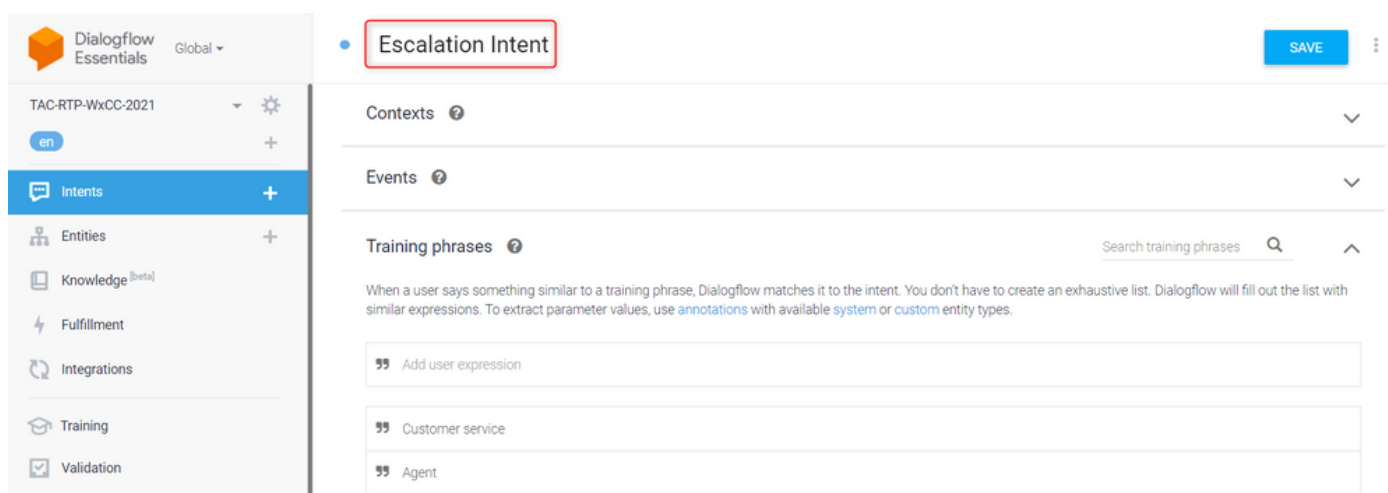 Dialogflow
Essentials
Global
TAC-RTP-WxCC-2021
en
Intents
Entities
Knowledge [beta]
Fulfillment
Integrations
Training
Validation
Escalation Intent
SAVE
Contexts
Events
Training phrases
Search training phrases
When a user says something similar to a training phrase, Dialogflow matches it to the intent. You don't have to create an exhaustive list. Dialogflow will fill out the list with
similar expressions. To extract parameter values, use annotations with available system or custom entity types.
Add user expression
Customer service
Agent